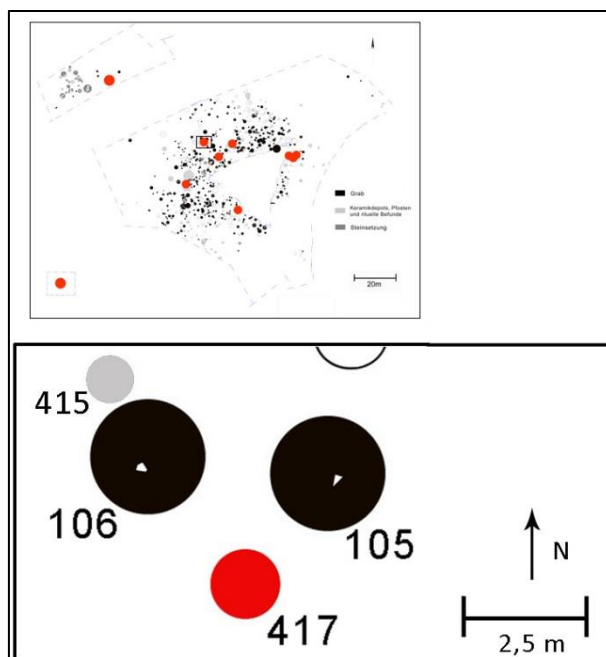 Grab
Keramikdepots, Pfosten
und rituelle Befunde
Steinsetzung
20m
415
106
105
417
N
2,5 m